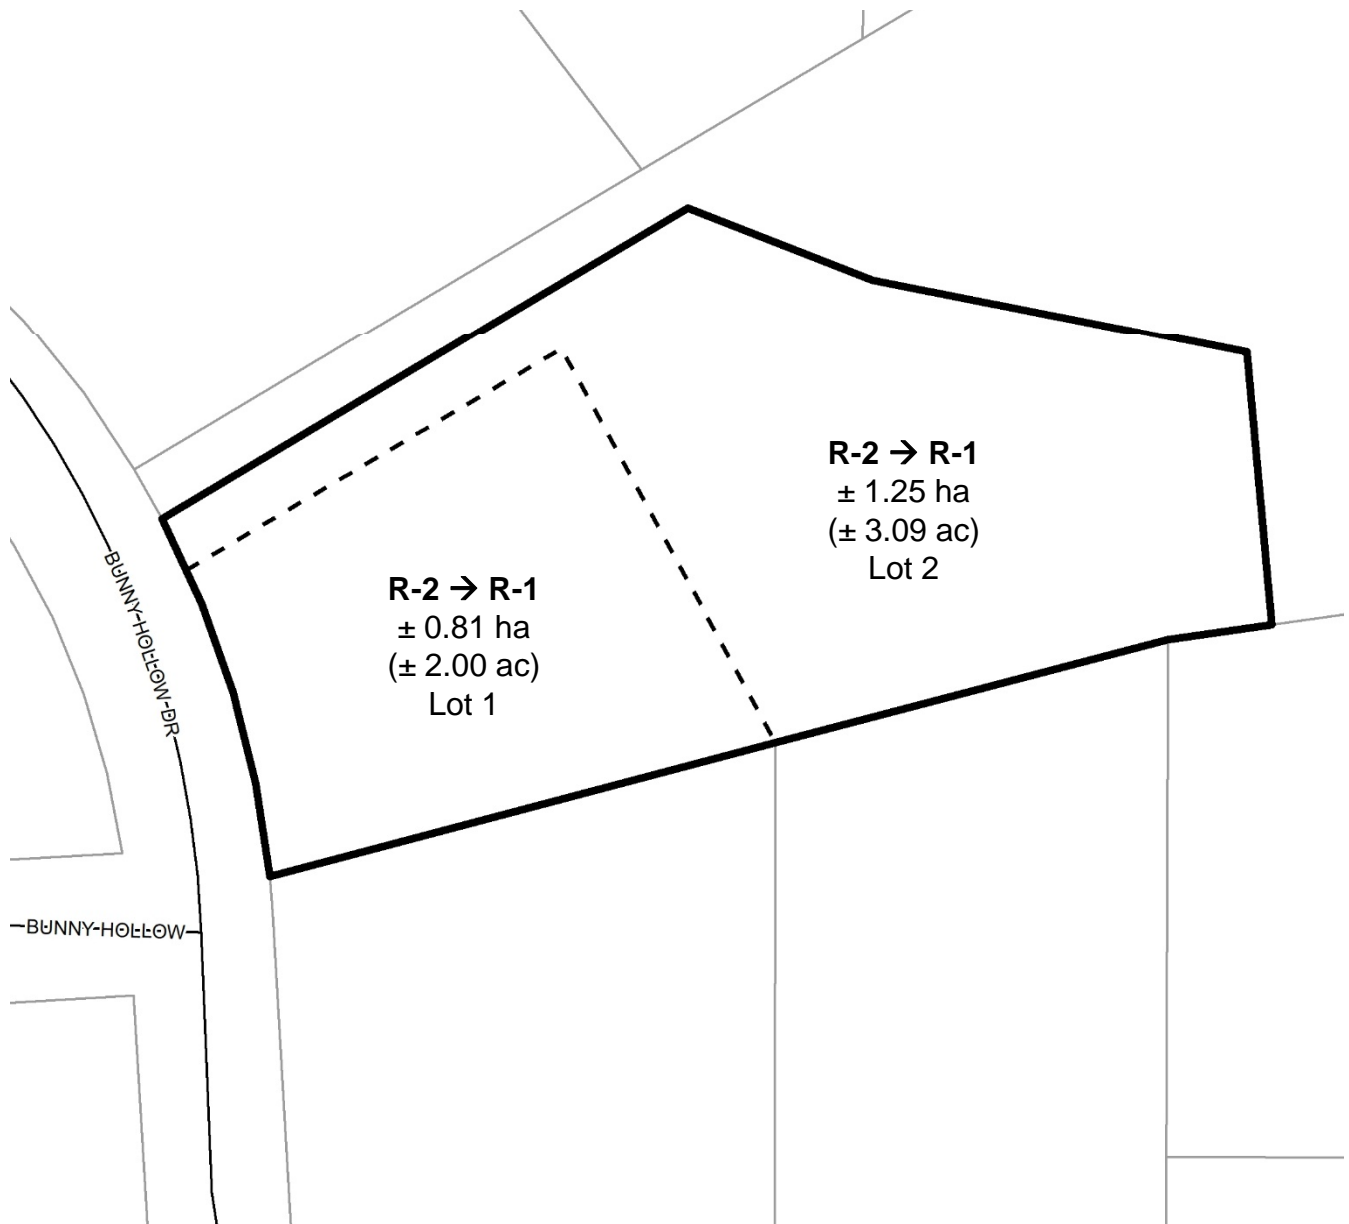 R-2 → R-1
± 1.25 ha
(± 3.09 ac)
Lot 2
R-2 → R-1
± 0.81 ha
(± 2.00 ac)
Lot 1
BUNNY-HOLLOW-DR
BUNNY-HOLLOW